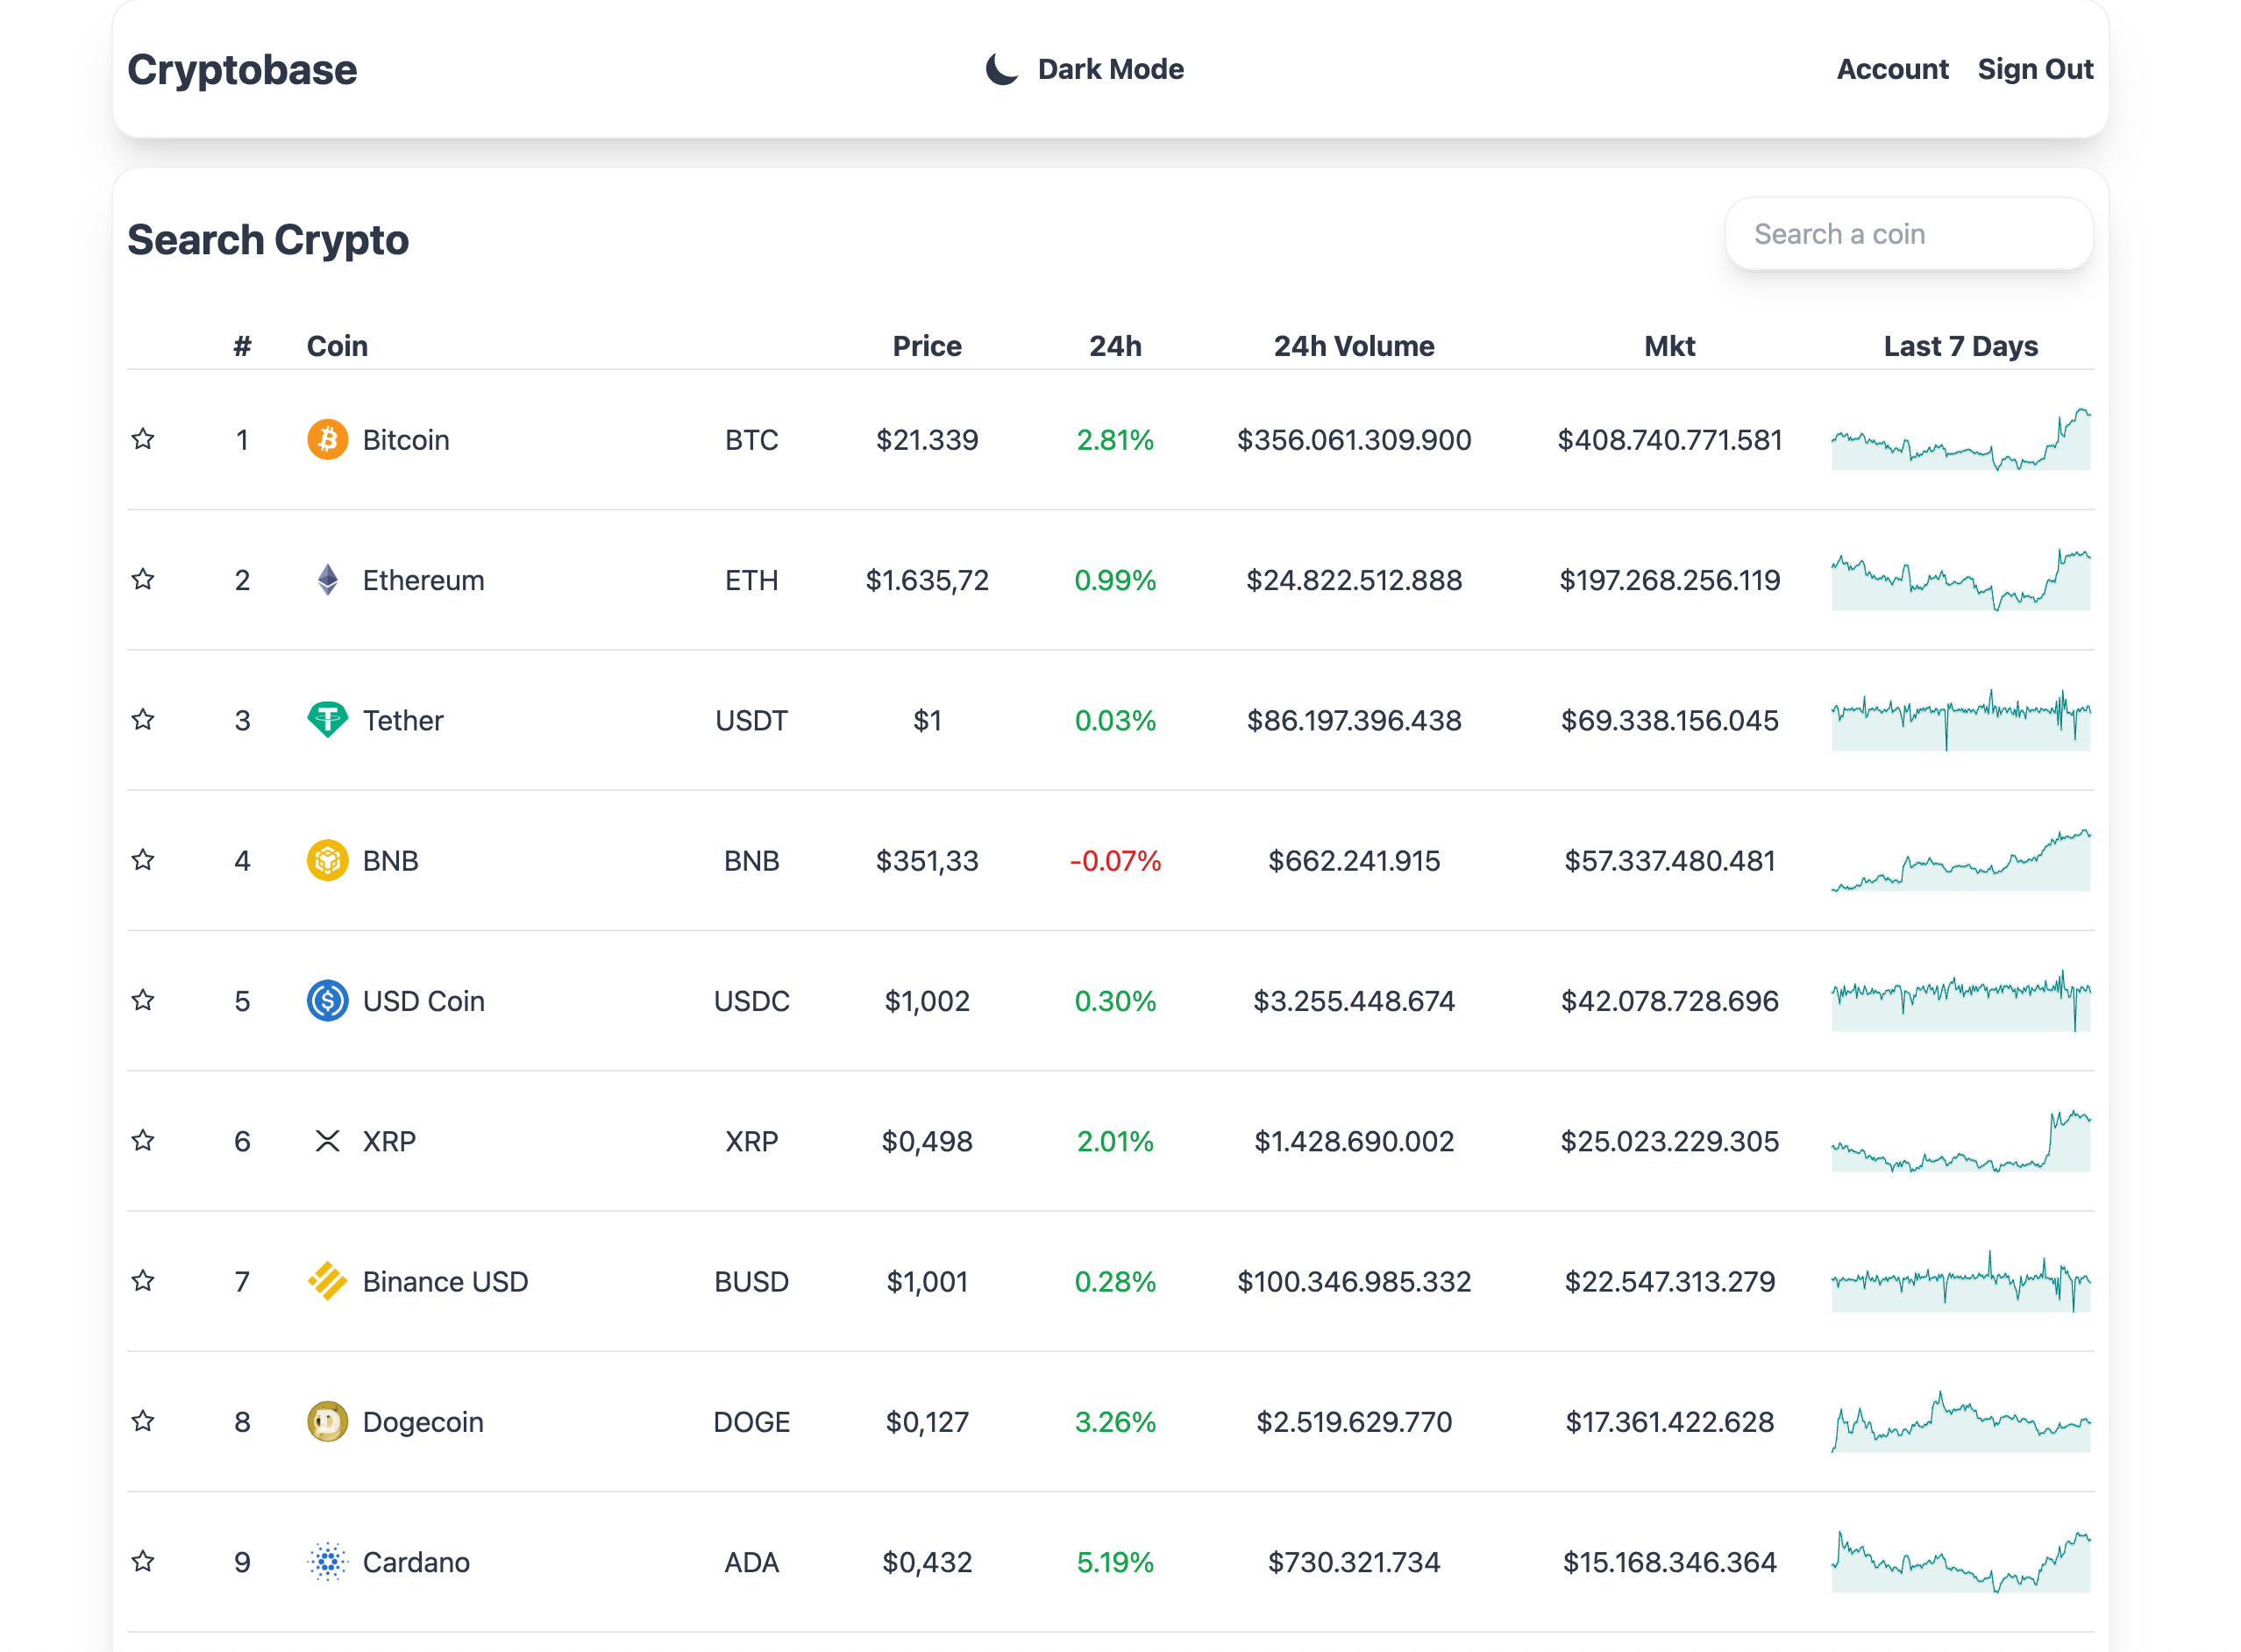 Cryptobase Dark Mode Account Sign Out
Search Crypto Search a coin
# Coin Price 24h 24h Volume Mkt Last 7 Days
1 Bitcoin BTC $21.339 2.81% $356.061.309.900 $408.740.771.581
2 Ethereum ETH $1.635,72 0.99% $24.822.512.888 $197.268.256.119
3 Tether USDT $1 0.03% $86.197.396.438 $69.338.156.045
4 BNB BNB $351,33 -0.07% $662.241.915 $57.337.480.481
5 USD Coin USDC $1,002 0.30% $3.255.448.674 $42.078.728.696
6 XRP XRP $0,498 2.01% $1.428.690.002 $25.023.229.305
7 Binance USD BUSD $1,001 0.28% $100.346.985.332 $22.547.313.279
8 Dogecoin DOGE $0,127 3.26% $2.519.629.770 $17.361.422.628
9 Cardano ADA $0,432 5.19% $730.321.734 $15.168.346.364